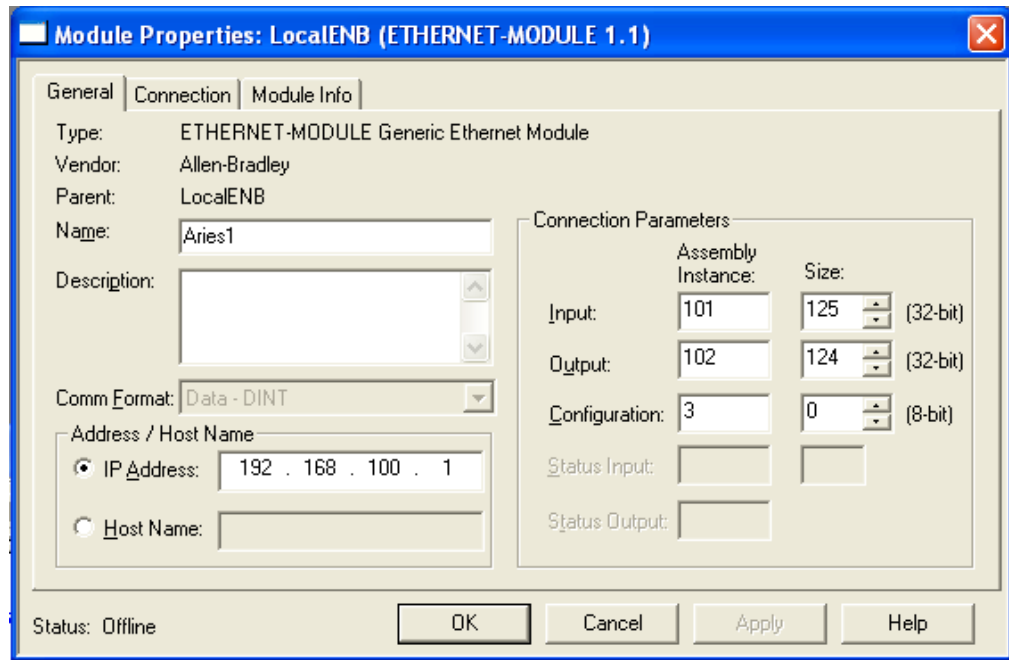 Module Properties: LocalENB (ETHERNET-MODULE 1.1)
General Connection Module Info
Type: ETHERNET-MODULE Generic Ethernet Module
Vendor: Allen-Bradley
Parent: LocalENB
Name: Aries1
Description:
Comm Format: Data - DINT
Address / Host Name
IP Address: 192 . 168 . 100 . 1
Host Name:
Connection Parameters
Assembly
Instance: Size:
Input: 101 125 (32-bit)
Output: 102 124 (32-bit)
Configuration: 3 0 (8-bit)
Status Input:
Status Output:
Status: Offline
OK Cancel Apply Help